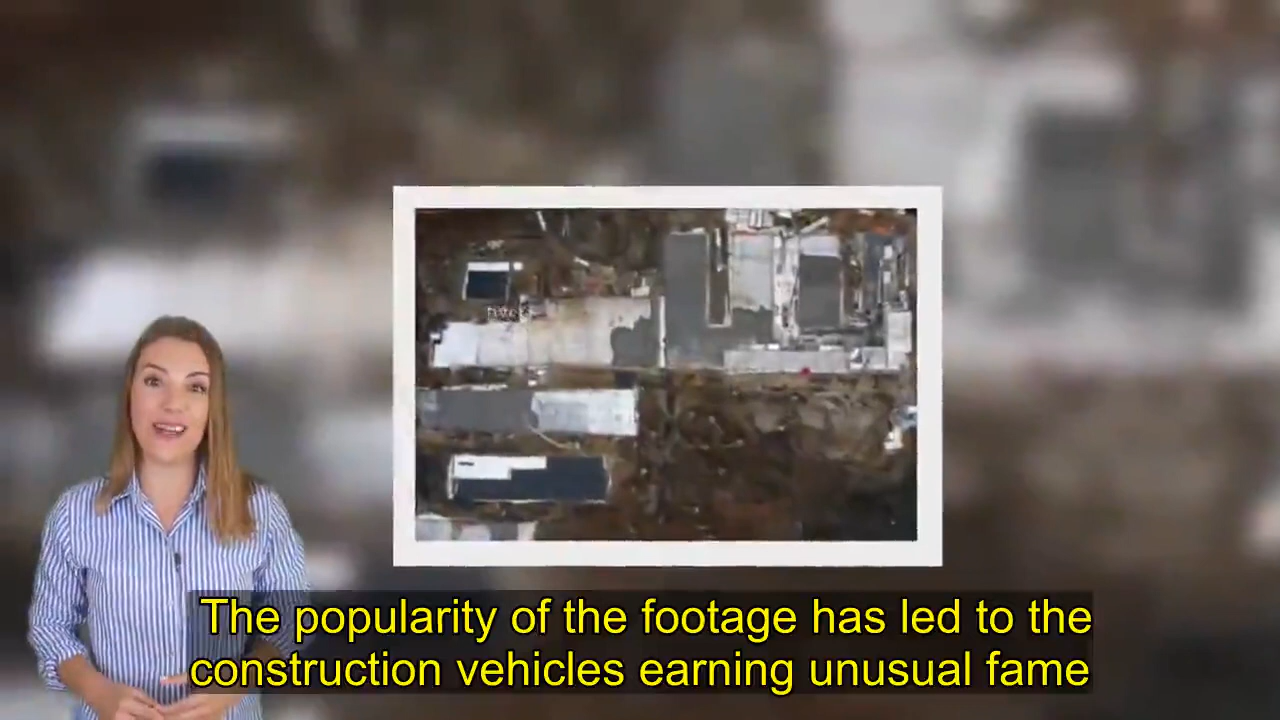 The popularity of the footage has led to the
construction vehicles earning unusual fame